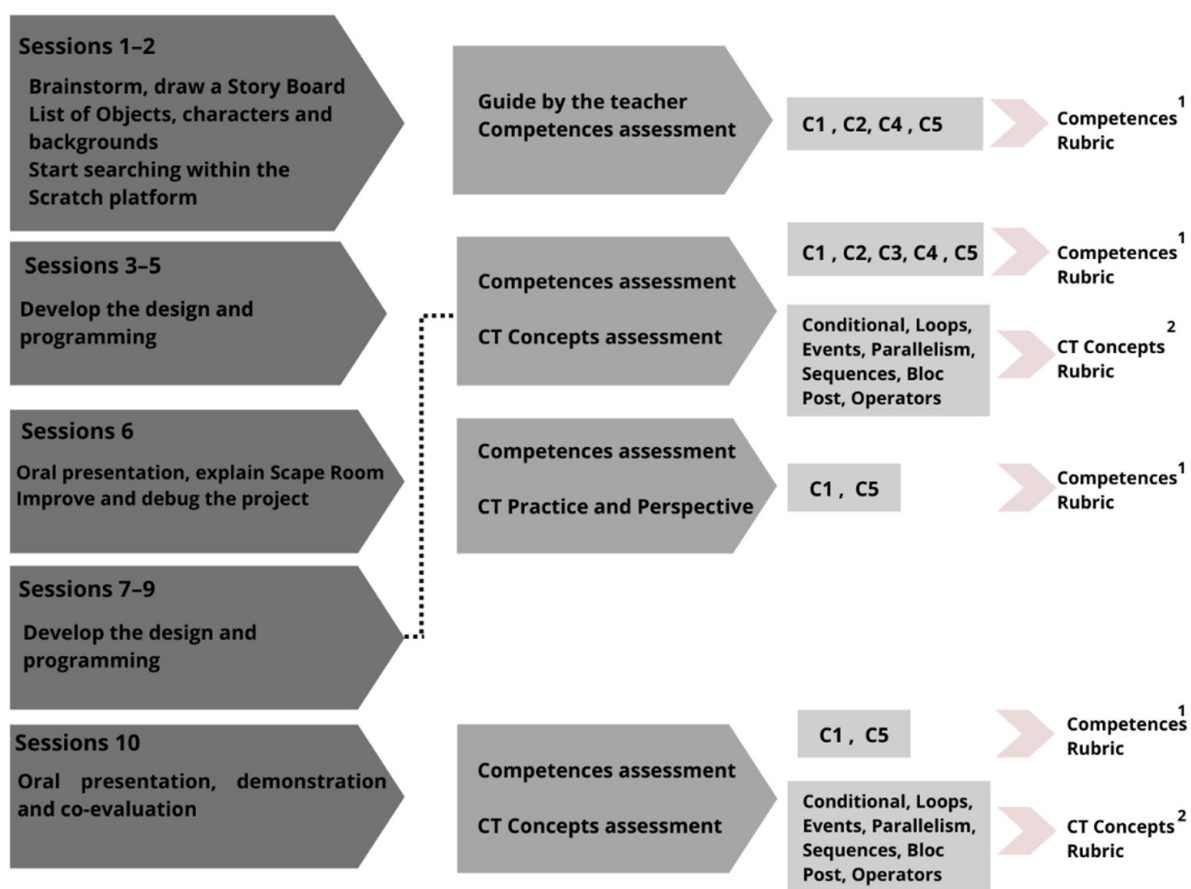 Sessions 1–2
Brainstorm, draw a Story Board
List of Objects, characters and
backgrounds
Start searching within the
Scratch platform
Guide by the teacher
Competences assessment
C1 , C2, C4 , C5
Competences 1
Rubric
Sessions 3–5
Develop the design and
programming
Competences assessment
CT Concepts assessment
C1 , C2, C3, C4 , C5
Competences 1
Rubric
Conditional, Loops,
Events, Parallelism,
Sequences, Bloc
Post, Operators
CT Concepts 2
Rubric
Sessions 6
Oral presentation, explain Scape Room
Improve and debug the project
Competences assessment
CT Practice and Perspective
C1 , C5
Competences 1
Rubric
Sessions 7–9
Develop the design and
programming
Sessions 10
Oral presentation, demonstration
and co-evaluation
Competences assessment
CT Concepts assessment
C1 , C5
Competences 1
Rubric
Conditional, Loops,
Events, Parallelism,
Sequences, Bloc
Post, Operators
CT Concepts 2
Rubric